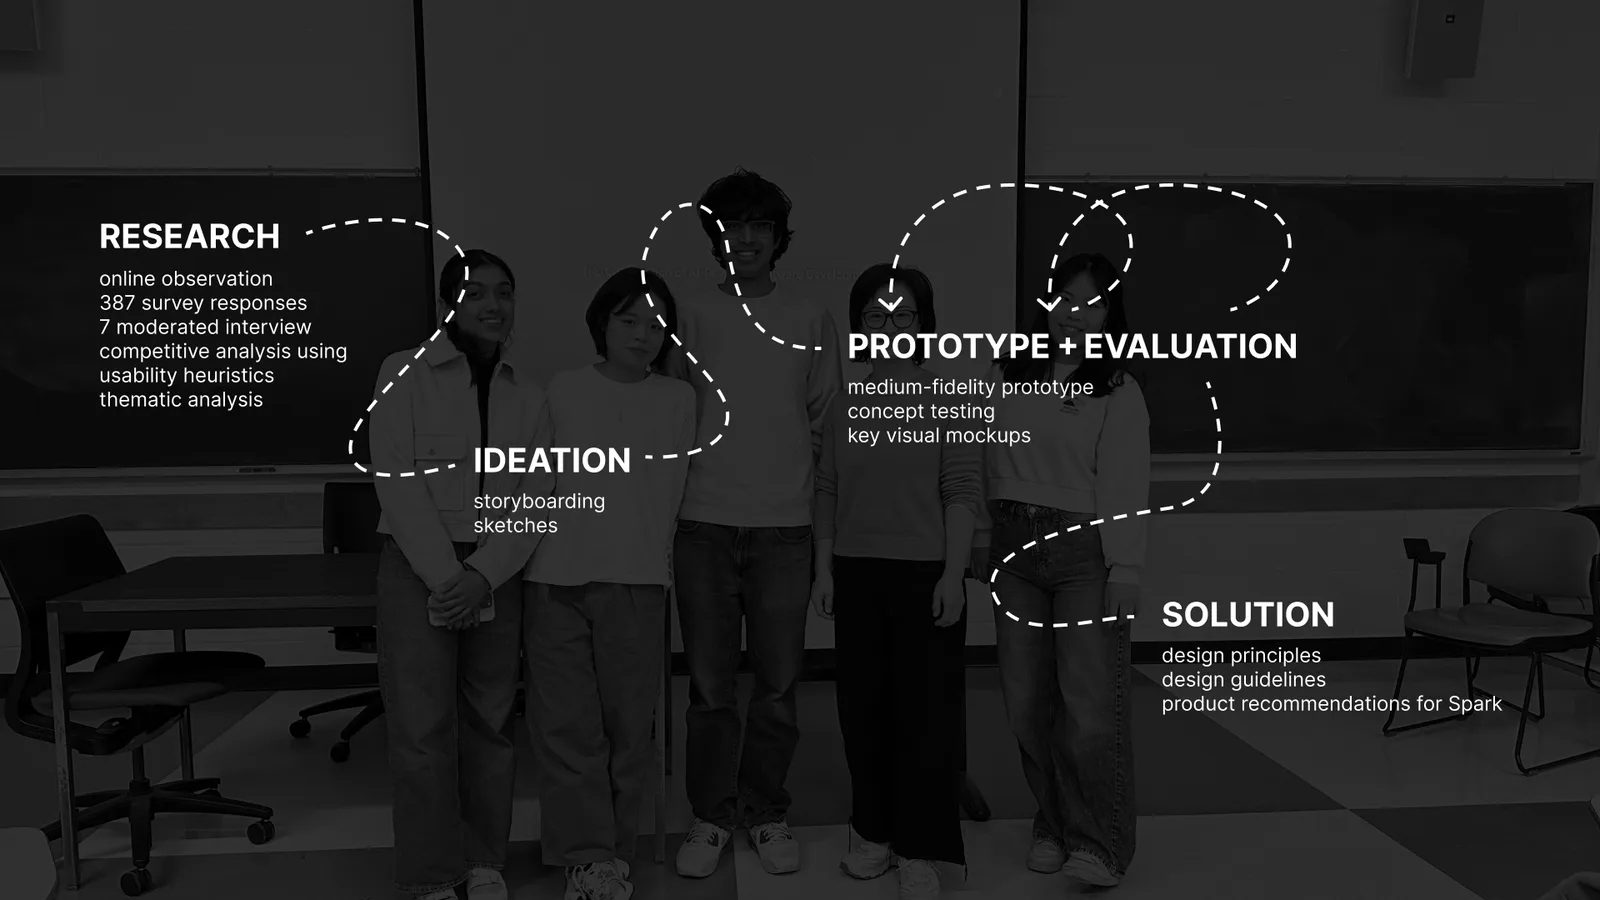 RESEARCH
online observation
387 survey responses
7 moderated interview
competitive analysis using
usability heuristics
thematic analysis
IDEATION
storyboarding
sketches
PROTOTYPE + EVALUATION
medium-fidelity prototype
concept testing
key visual mockups
SOLUTION
design principles
design guidelines
product recommendations for Spark